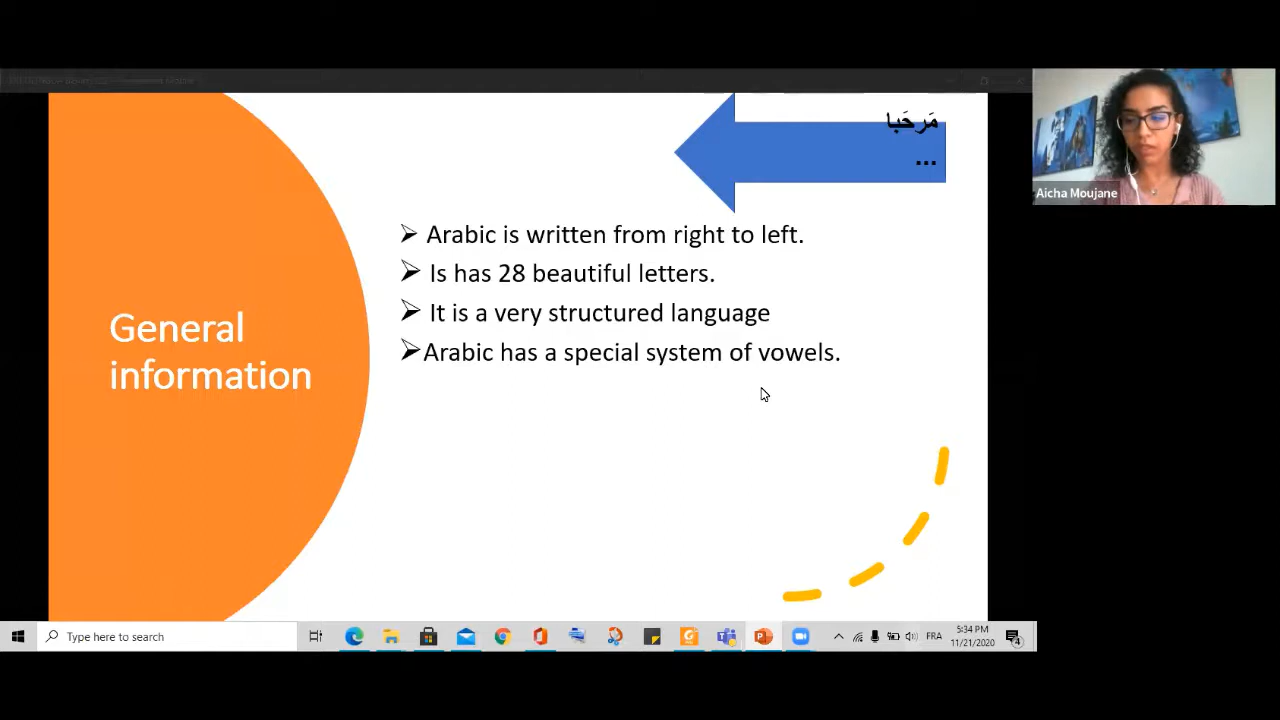 مَرحَبا
...
Arabic is written from right to left.
Is has 28 beautiful letters.
It is a very structured language
Arabic has a special system of vowels.
General
information
Aicha Moujane
Type here to search
FRA
5:34 PM
11/21/2020
4